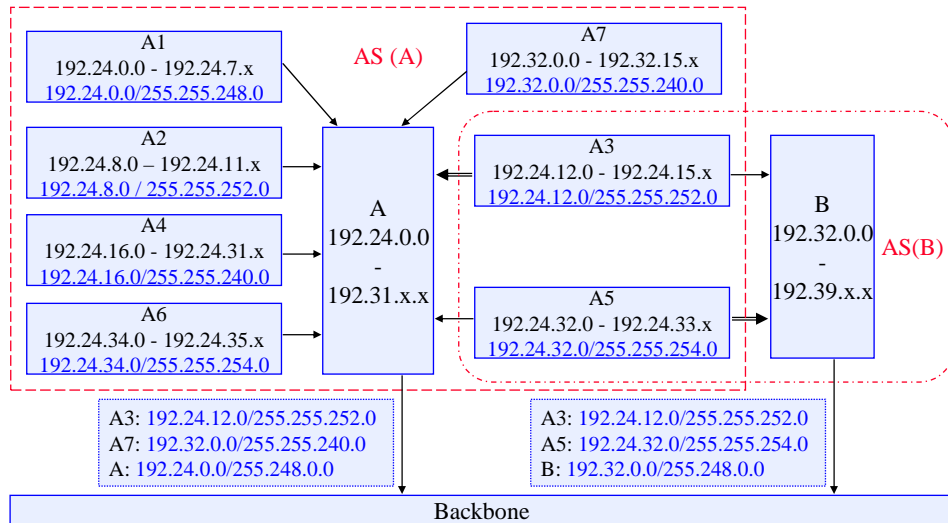 A1
192.24.0.0 - 192.24.7.x
192.24.0.0/255.255.248.0
AS (A)
A7
192.32.0.0 - 192.32.15.x
192.32.0.0/255.255.240.0
A2
192.24.8.0 – 192.24.11.x
192.24.8.0 / 255.255.252.0
A4
192.24.16.0 - 192.24.31.x
192.24.16.0/255.255.240.0
A6
192.24.34.0 - 192.24.35.x
192.24.34.0/255.255.254.0
A
192.24.0.0
-
192.31.x.x
A3
192.24.12.0 - 192.24.15.x
192.24.12.0/255.255.252.0
A5
192.24.32.0 - 192.24.33.x
192.24.32.0/255.255.254.0
B
192.32.0.0
-
192.39.x.x
AS(B)
A3: 192.24.12.0/255.255.252.0
A7: 192.32.0.0/255.255.240.0
A: 192.24.0.0/255.248.0.0
A3: 192.24.12.0/255.255.252.0
A5: 192.24.32.0/255.255.254.0
B: 192.32.0.0/255.248.0.0
Backbone